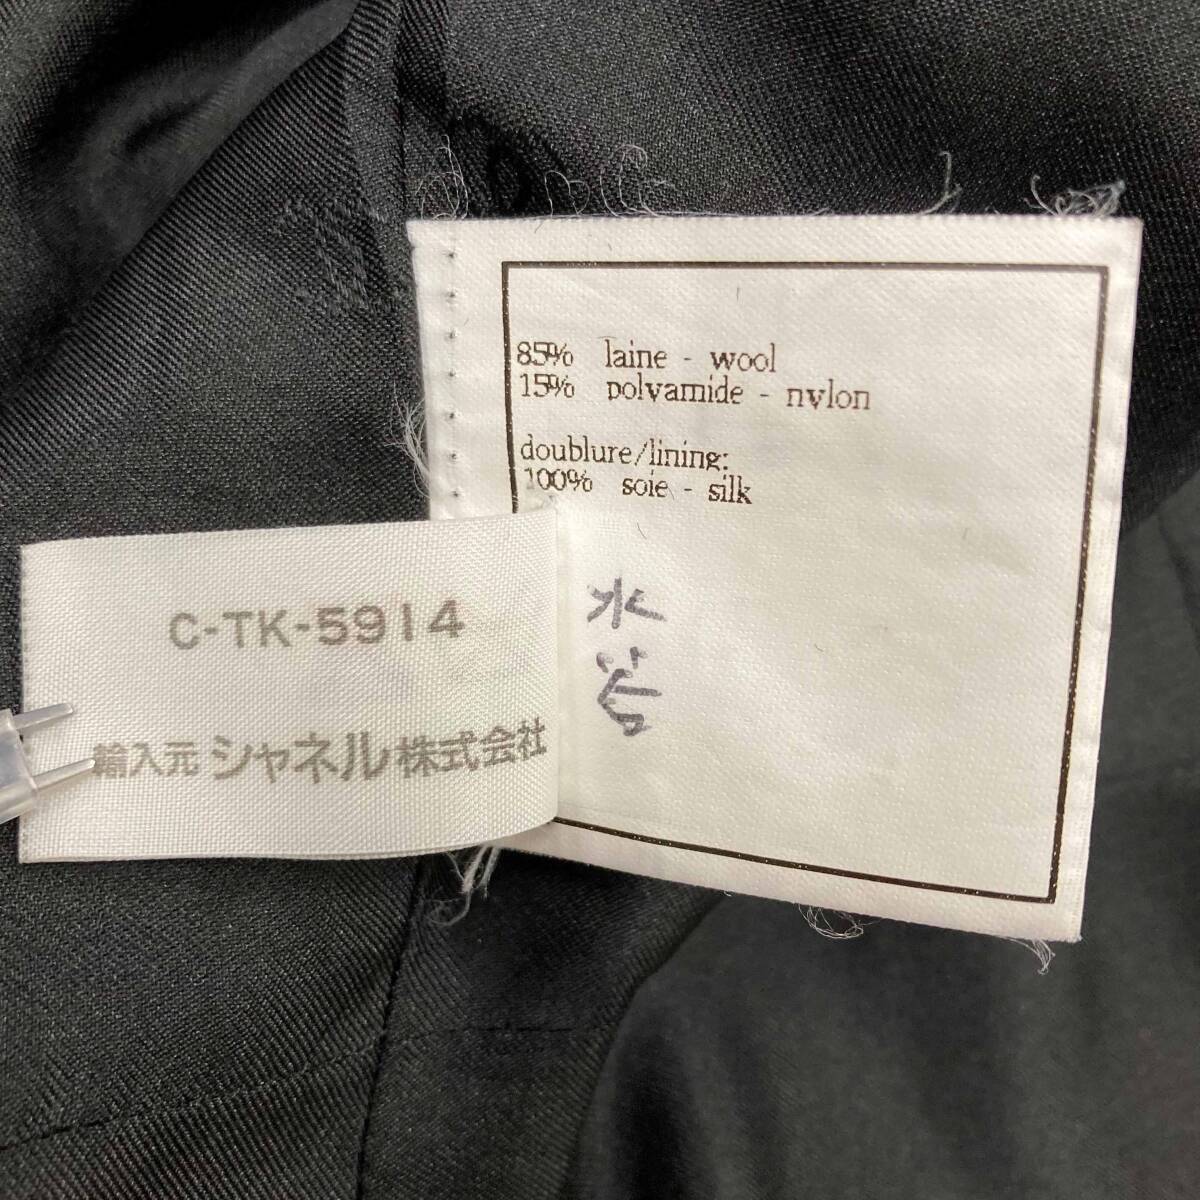 85% laine - wool
15% polyamide - nylon
doublure/lining:
100% soie - silk
水谷
C-TK-5914
輸入元 シャネル株式会社